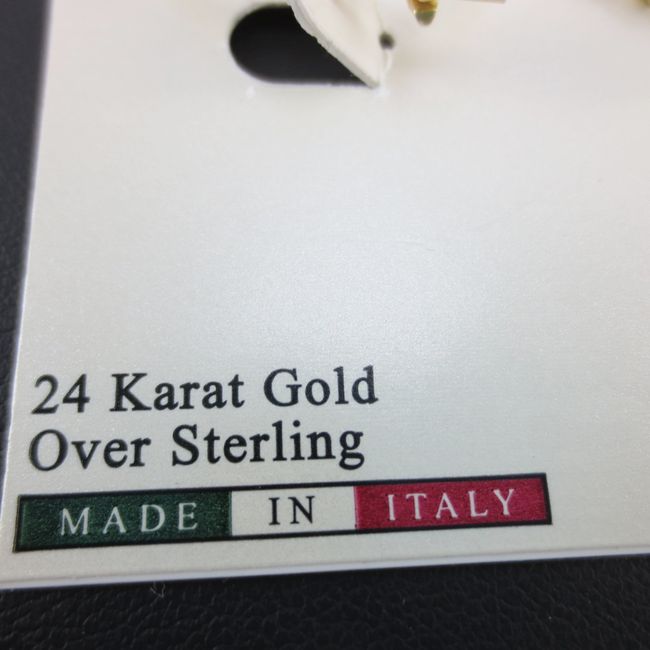 24 Karat Gold
Over Sterling
MADE IN ITALY